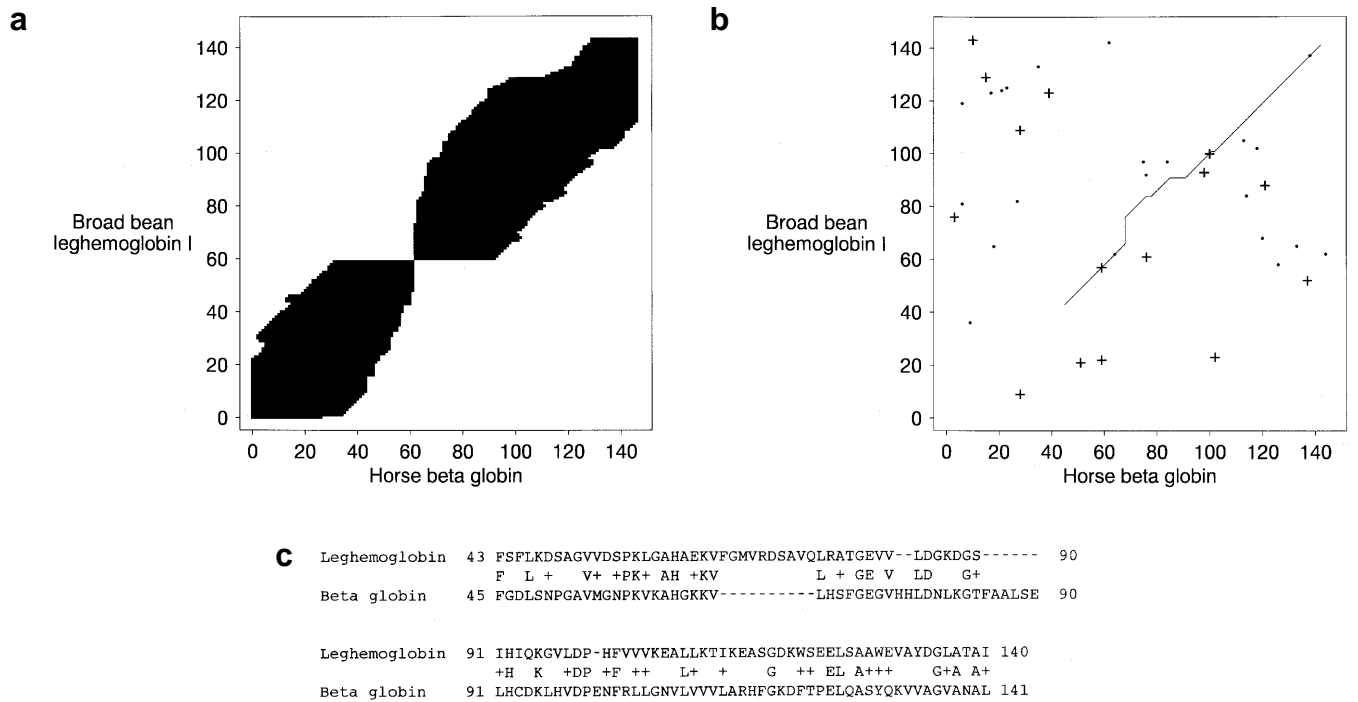 a
140
120
100
80
60
40
20
0
Broad bean
leghemoglobin I
0 20 40 60 80 100 120 140
Horse beta globin
b
140
120
100
80
60
40
20
0
Broad bean
leghemoglobin I
0 20 40 60 80 100 120 140
Horse beta globin
c
Leghemoglobin 43 FSFLKDSAGVVDSPKLGAHAEKVFGMVRDSAVQLRATGEVV--LDGKDGS------ 90
F L + V+ +PK+ AH +KV L + GE V LD G+
Beta globin 45 FGDLSNPGAVMGNPKVKAHGKKV----------LHSFGEGVHHLDNLKGTFAALSE 90
Leghemoglobin 91 IHIQKGVLDP-HFVVVKEALLKTIKEASGDKWSEELSAAWEVAYDGLATAI 140
+H K +DP +F ++ L+ + G ++ EL A+++ G+A A+
Beta globin 91 LHCDKLHVDPENFRLLGNVLVVVLARHFGKDFTPELQASYQKVVAGVANAL 141